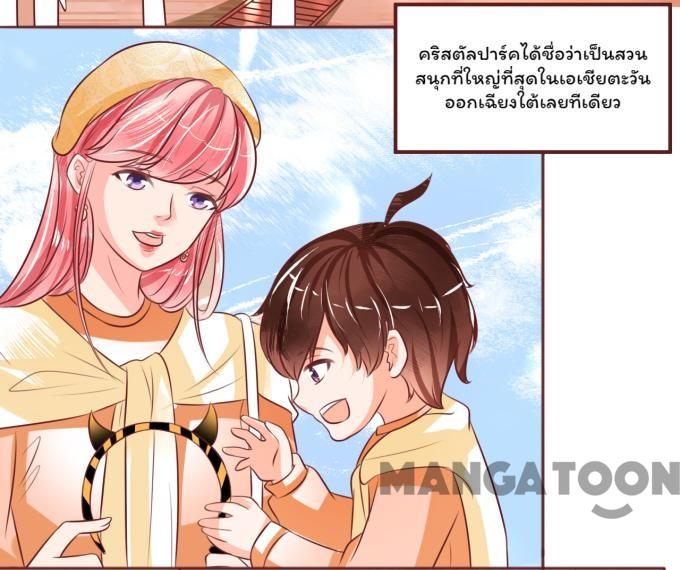 คริสตัลปาร์คได้ชื่อว่าเป็นสวน
สนุกที่ใหญ่ที่สุดในเอเชียตะวัน
ออกเฉียงใต้เลยทีเดียว
MANGATOON